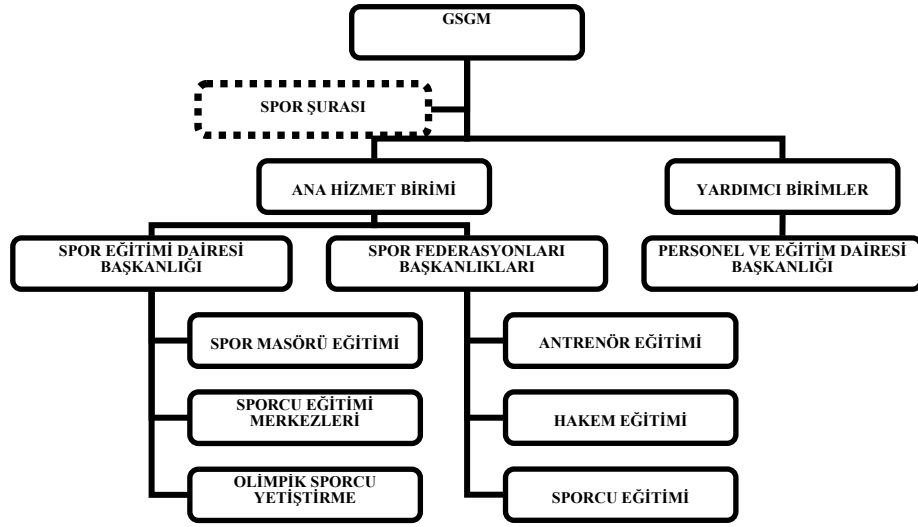 GSGM
SPOR ŞURASI
ANA HİZMET BİRİMİ
YARDIMCI BİRİMLER
SPOR EĞİTİMİ DAİRESİ
BAŞKANLIĞI
SPOR FEDERASYONLARI
BAŞKANLIKLARI
PERSONEL VE EĞİTİM DAİRESİ
BAŞKANLIĞI
SPOR MASÖRÜ EĞİTİMİ
ANTRENÖR EĞİTİMİ
SPORCU EĞİTİMİ
MERKEZLERİ
HAKEM EĞİTİMİ
OLİMPİK SPORCU
YETİŞTİRME
SPORCU EĞİTİMİ